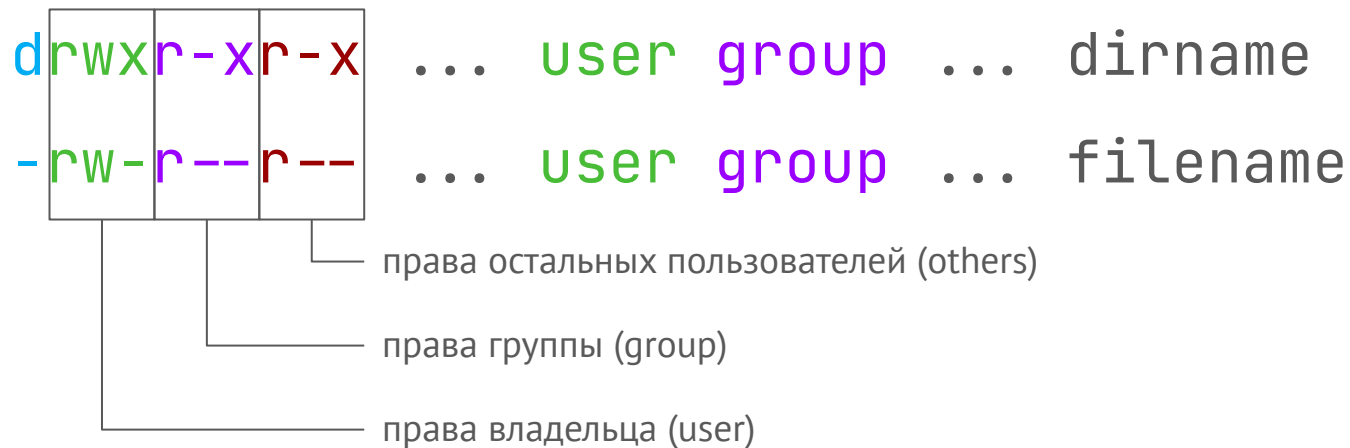 drwxr-xr-x ... user group ... dirname
-rw-r--r-- ... user group ... filename
права остальных пользователей (others)
права группы (group)
права владельца (user)